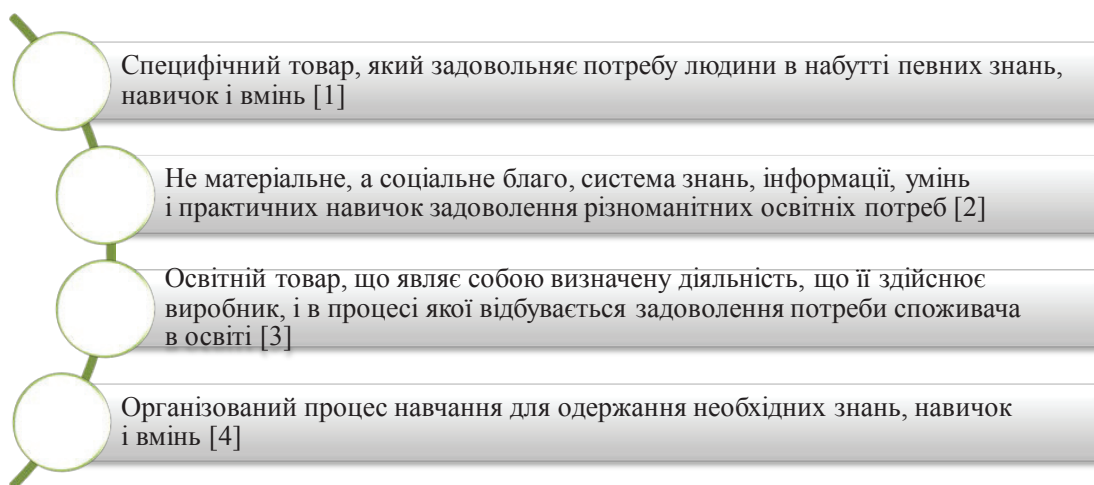 Специфічний товар, який задовольняє потребу людини в набутті певних знань,
навичок і вмінь [1]
Не матеріальне, а соціальне благо, система знань, інформації, умінь
і практичних навичок задоволення різноманітних освітніх потреб [2]
Освітній товар, що являє собою визначену діяльність, що її здійснює
виробник, і в процесі якої відбувається задоволення потреби споживача
в освіті [3]
Організований процес навчання для одержання необхідних знань, навичок
і вмінь [4]